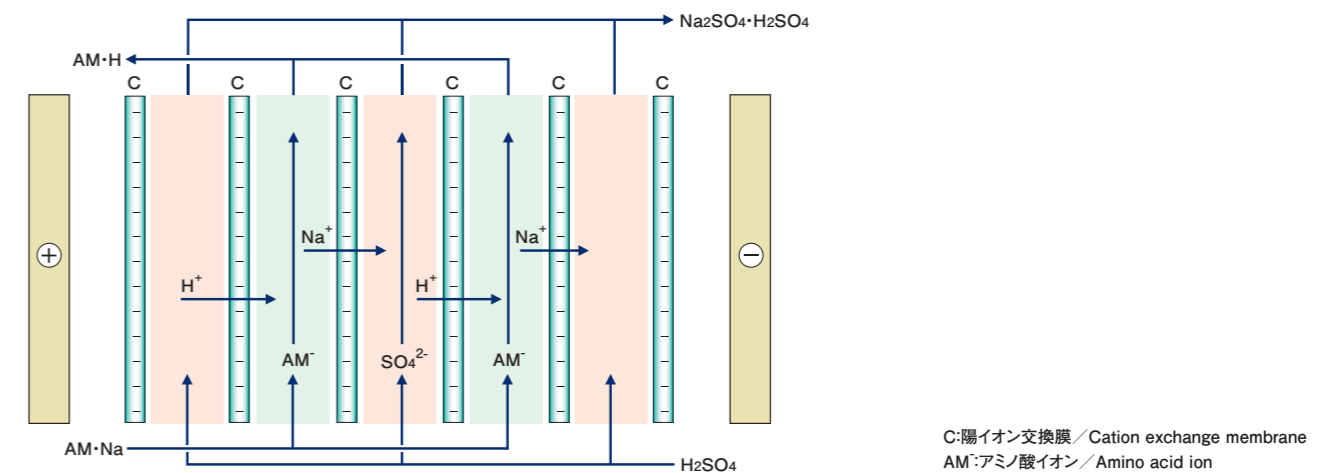 Na₂SO₄・H₂SO₄
AM・H
C C C C C C
+ −
Na⁺ Na⁺
H⁺ H⁺
AM⁻ SO₄²⁻ AM⁻
AM・Na
H₂SO₄
C:陽イオン交換膜/Cation exchange membrane
AM⁻:アミノ酸イオン/Amino acid ion